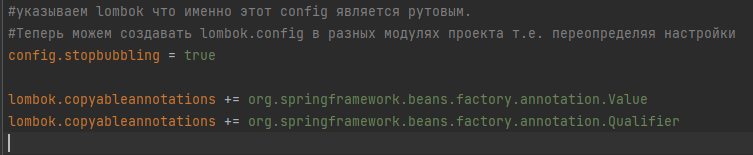 #указываем lombok что именно этот config является рутовым.
#Теперь можем создавать lombok.config в разных модулях проекта т.е. переопределяя настройки
config.stopbubbling = true
lombok.copyableannotations += org.springframework.beans.factory.annotation.Value
lombok.copyableannotations += org.springframework.beans.factory.annotation.Qualifier